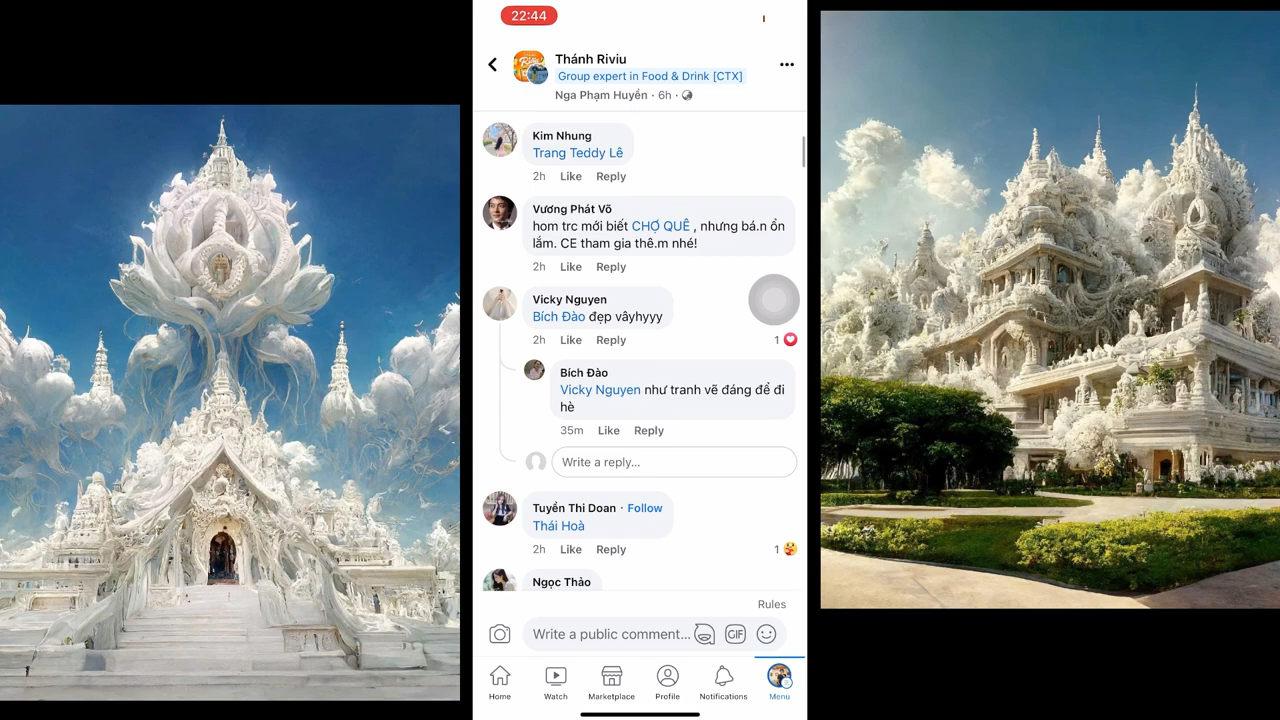 22:44
Thánh Riviu
Group expert in Food & Drink [CTX]
Nga Phạm Huyền · 6h ·
Kim Nhung
Trang Teddy Lê
2h Like Reply
Vương Phát Võ
hom trc mới biết CHỢ QUÊ , nhưng bá.n ổn
lắm. CE tham gia thê.m nhé!
2h Like Reply
Vicky Nguyen
Bích Đào đẹp vâyhyyy
2h Like Reply 1
Bích Đào
Vicky Nguyen như tranh vẽ đáng để đi
hè
35m Like Reply
Write a reply...
Tuyền Thi Doan · Follow
Thái Hoà
2h Like Reply 1
Ngọc Thảo
Rules
Write a public comment... GIF
Home Watch Marketplace Profile Notifications Menu